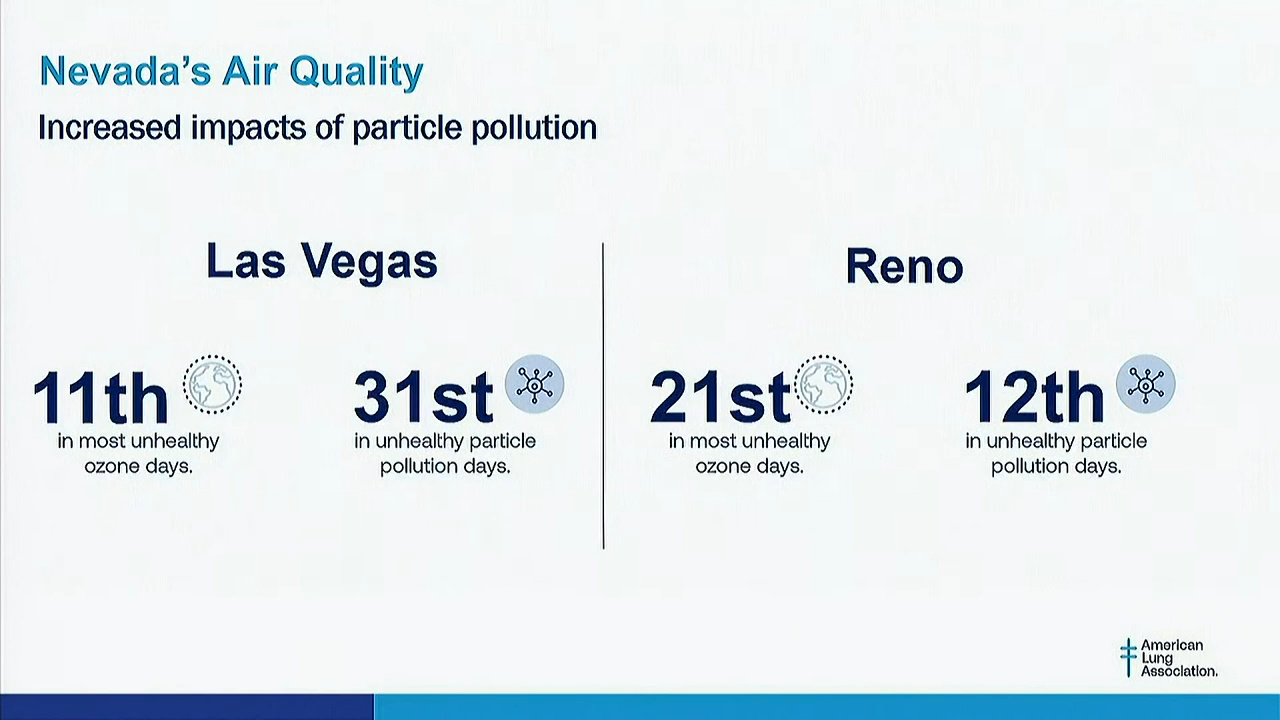 Nevada’s Air Quality
Increased impacts of particle pollution
Las Vegas
11th
in most unhealthy
ozone days.
31st
in unhealthy particle
pollution days.
Reno
21st
in most unhealthy
ozone days.
12th
in unhealthy particle
pollution days.
American
Lung
Association.